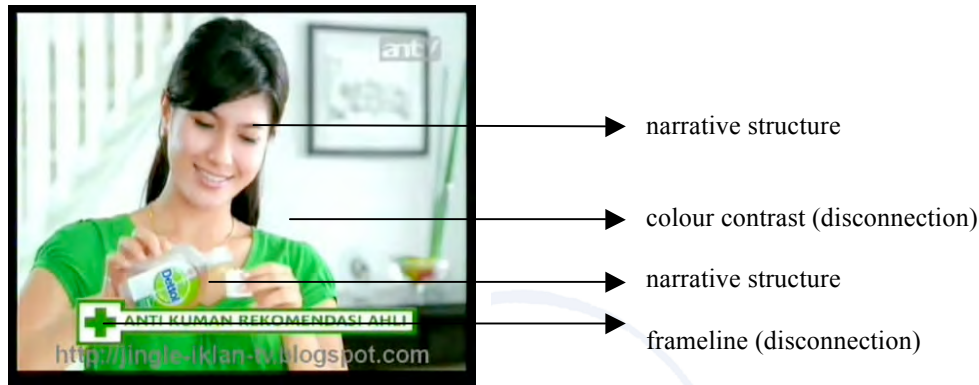 antv
narrative structure
colour contrast (disconnection)
narrative structure
Dettol
ANTI KUMAN REKOMENDASI AHLI
frameline (disconnection)
http://jingle-iklan-tv.blogspot.com